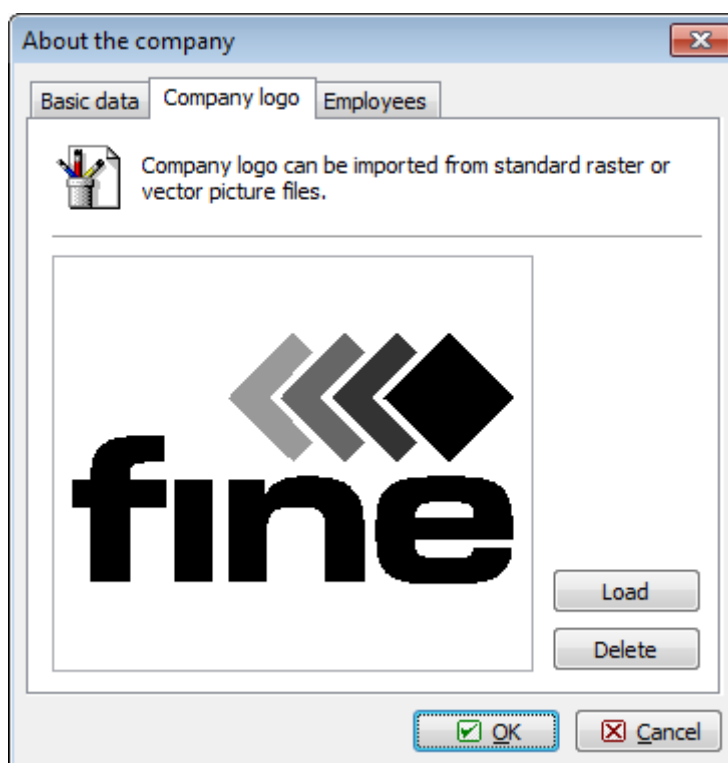 About the company
Basic data Company logo Employees
Company logo can be imported from standard raster or
vector picture files.
fine
Load
Delete
OK Cancel